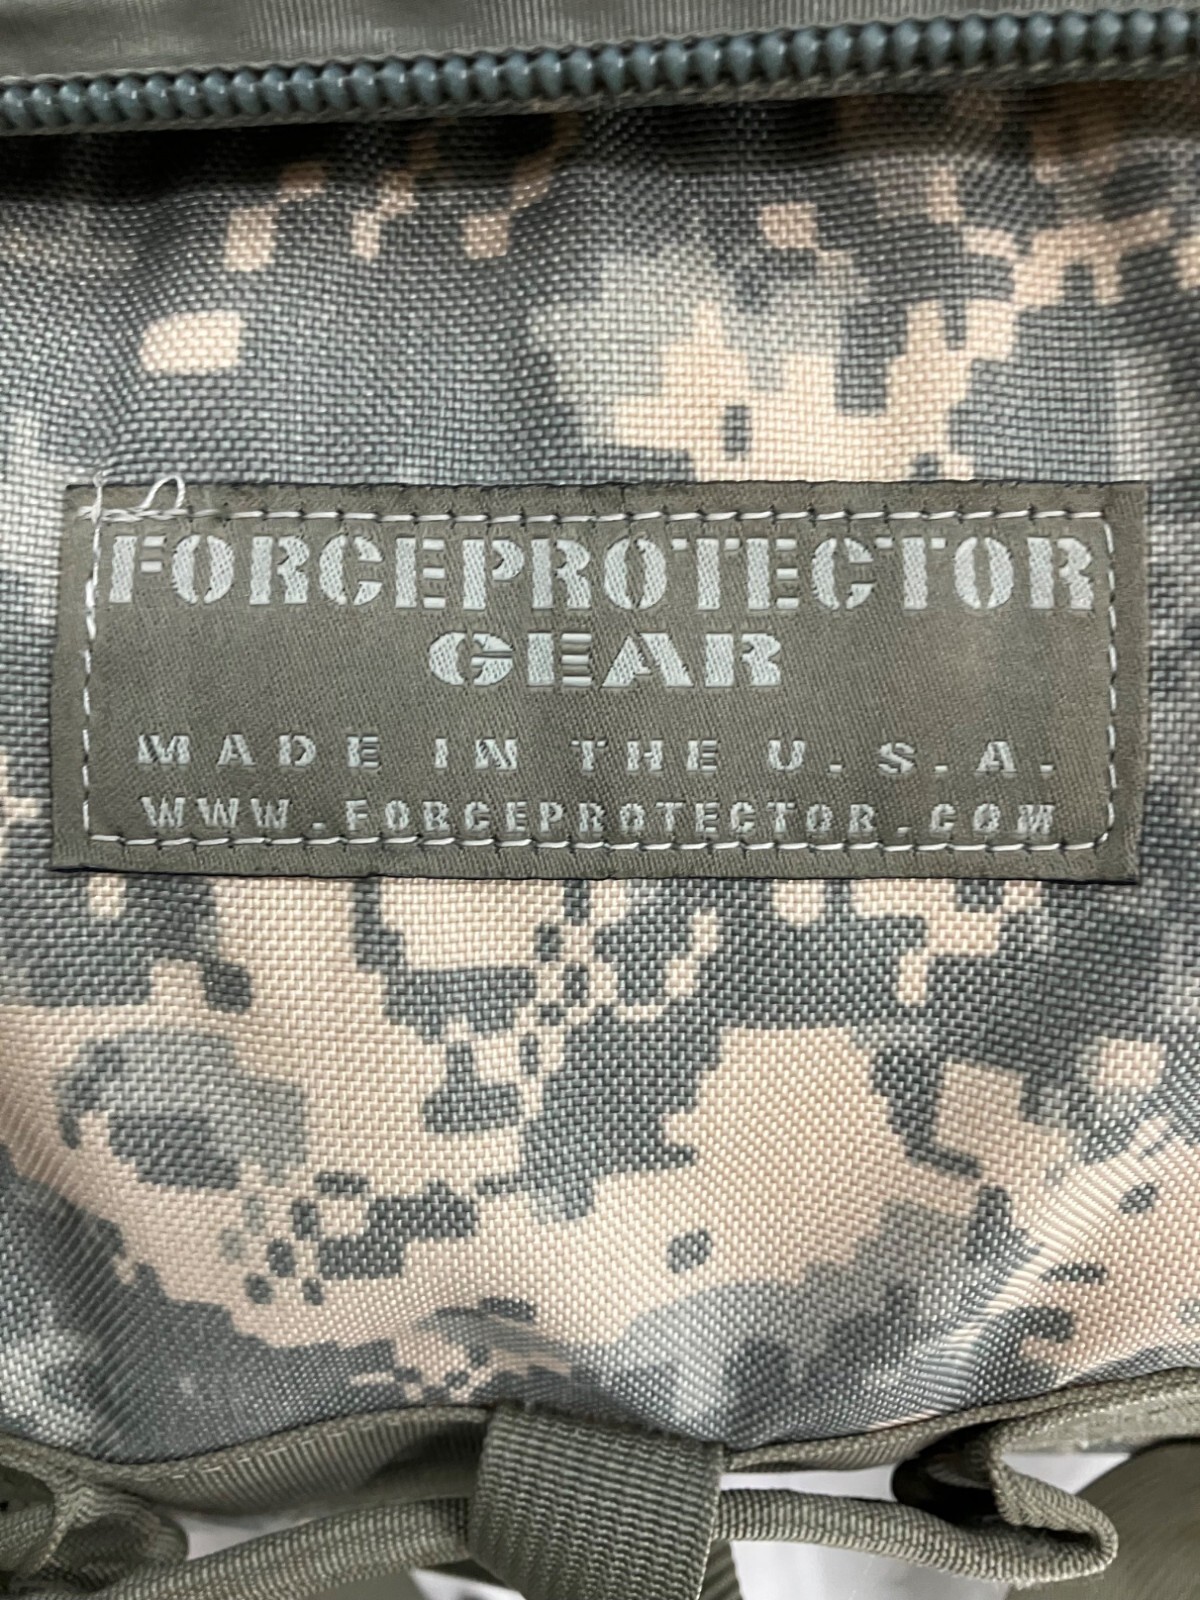 FORCEPROTECTOR
GEAR
MADE IN THE U.S.A.
WWW.FORCEPROTECTOR.COM